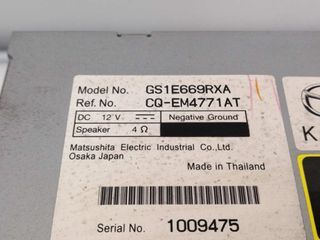 Model No. GS1E669RXA
Ref. No. CQ-EM4771AT
DC 12 V ⎓ Negative Ground
Speaker 4 Ω
Matsushita Electric Industrial Co.,Ltd.
Osaka Japan
Made in Thailand
Serial No. 1009475
K